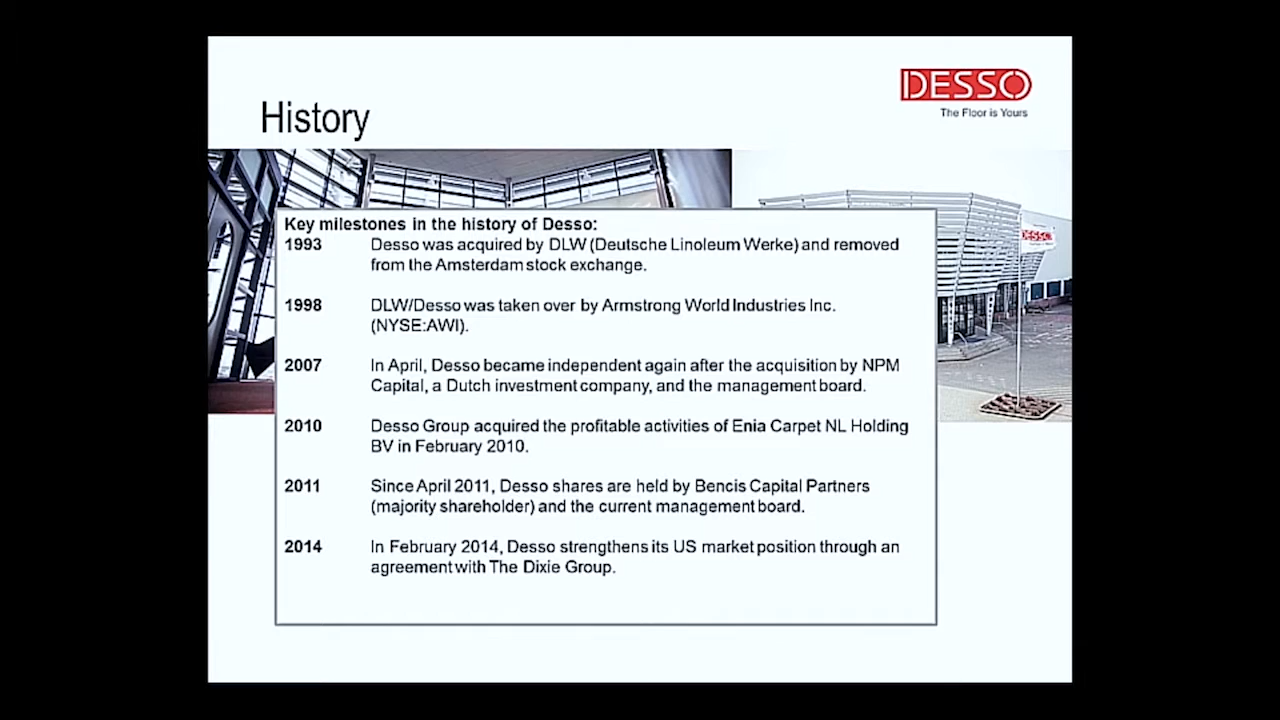 DESSO
The Floor is Yours
History
Key milestones in the history of Desso:
1993 Desso was acquired by DLW (Deutsche Linoleum Werke) and removed
from the Amsterdam stock exchange.
1998 DLW/Desso was taken over by Armstrong World Industries Inc.
(NYSE:AWI).
2007 In April, Desso became independent again after the acquisition by NPM
Capital, a Dutch investment company, and the management board.
2010 Desso Group acquired the profitable activities of Enia Carpet NL Holding
BV in February 2010.
2011 Since April 2011, Desso shares are held by Bencis Capital Partners
(majority shareholder) and the current management board.
2014 In February 2014, Desso strengthens its US market position through an
agreement with The Dixie Group.
DESSO